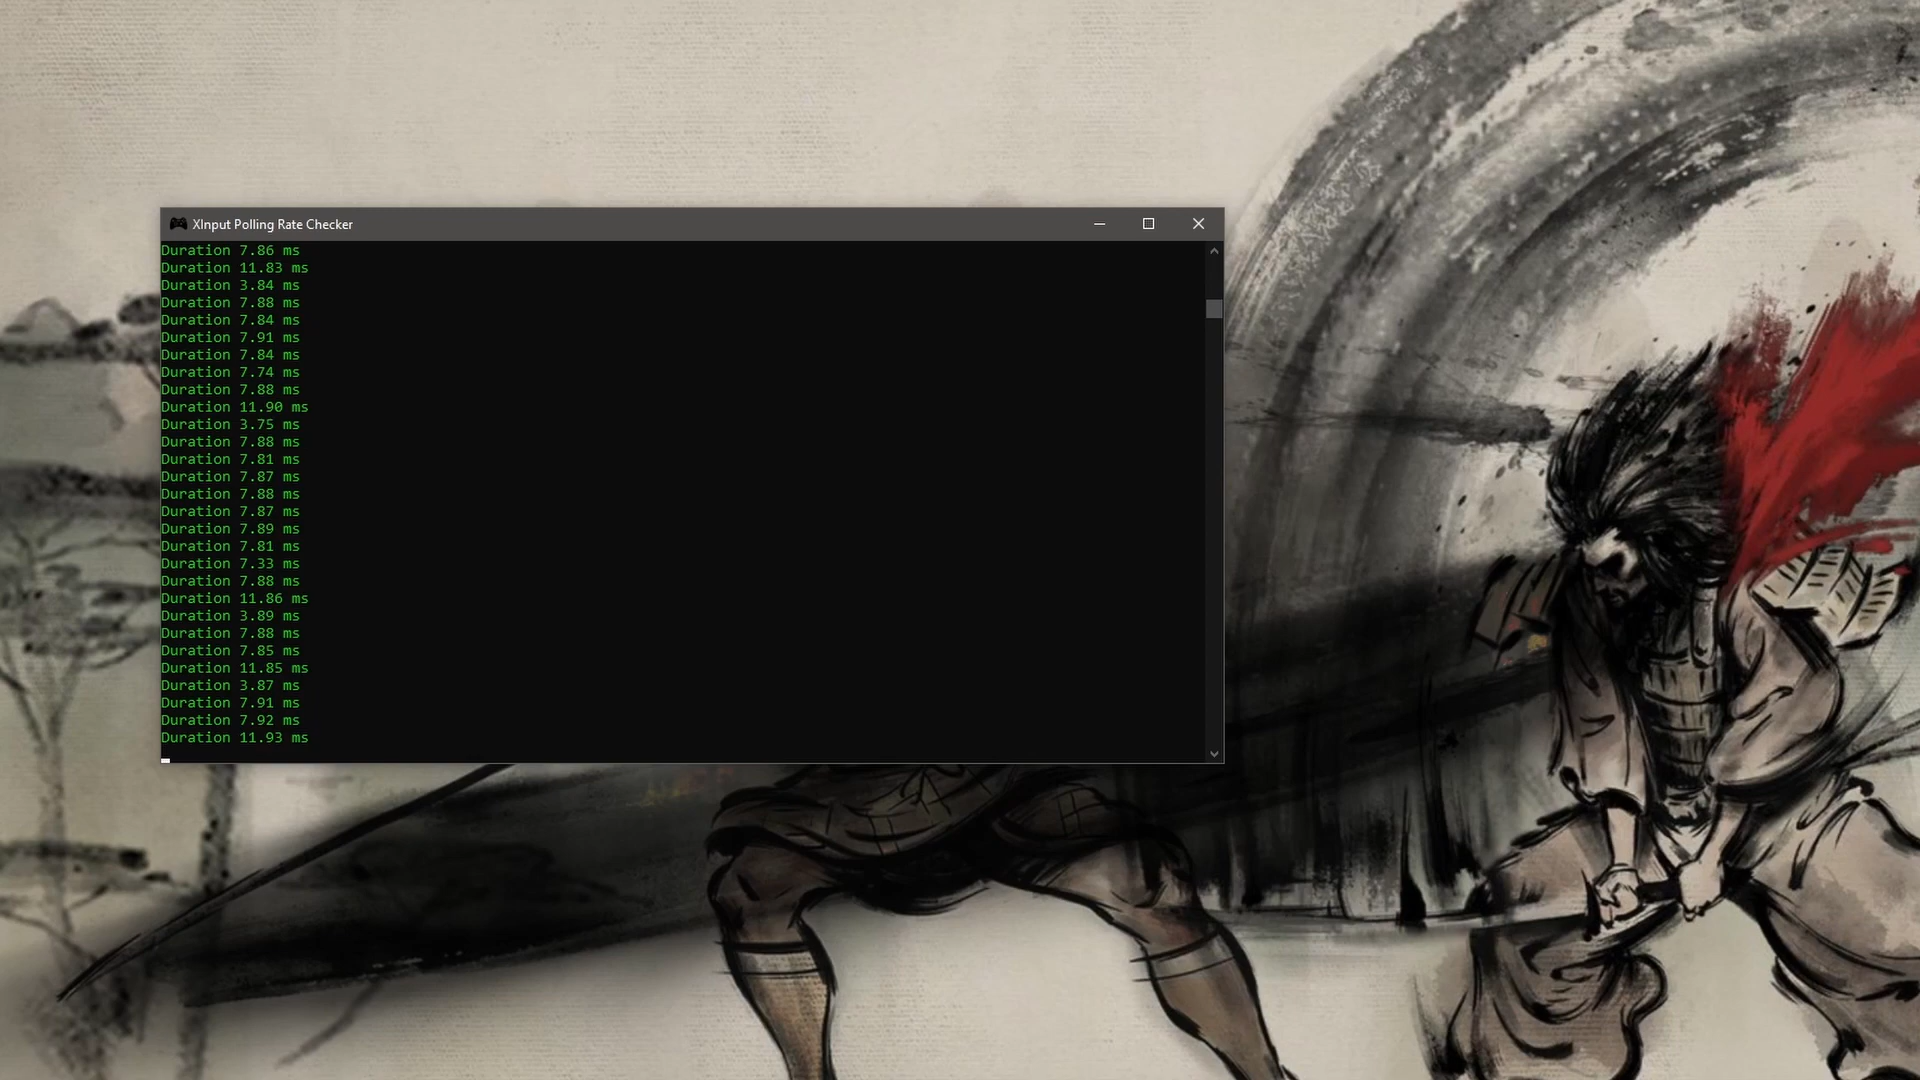 XInput Polling Rate Checker
Duration 7.86 ms
Duration 11.83 ms
Duration 3.84 ms
Duration 7.88 ms
Duration 7.84 ms
Duration 7.91 ms
Duration 7.84 ms
Duration 7.74 ms
Duration 7.88 ms
Duration 11.90 ms
Duration 3.75 ms
Duration 7.88 ms
Duration 7.81 ms
Duration 7.87 ms
Duration 7.88 ms
Duration 7.87 ms
Duration 7.89 ms
Duration 7.81 ms
Duration 7.33 ms
Duration 7.88 ms
Duration 11.86 ms
Duration 3.89 ms
Duration 7.88 ms
Duration 7.85 ms
Duration 11.85 ms
Duration 3.87 ms
Duration 7.91 ms
Duration 7.92 ms
Duration 11.93 ms